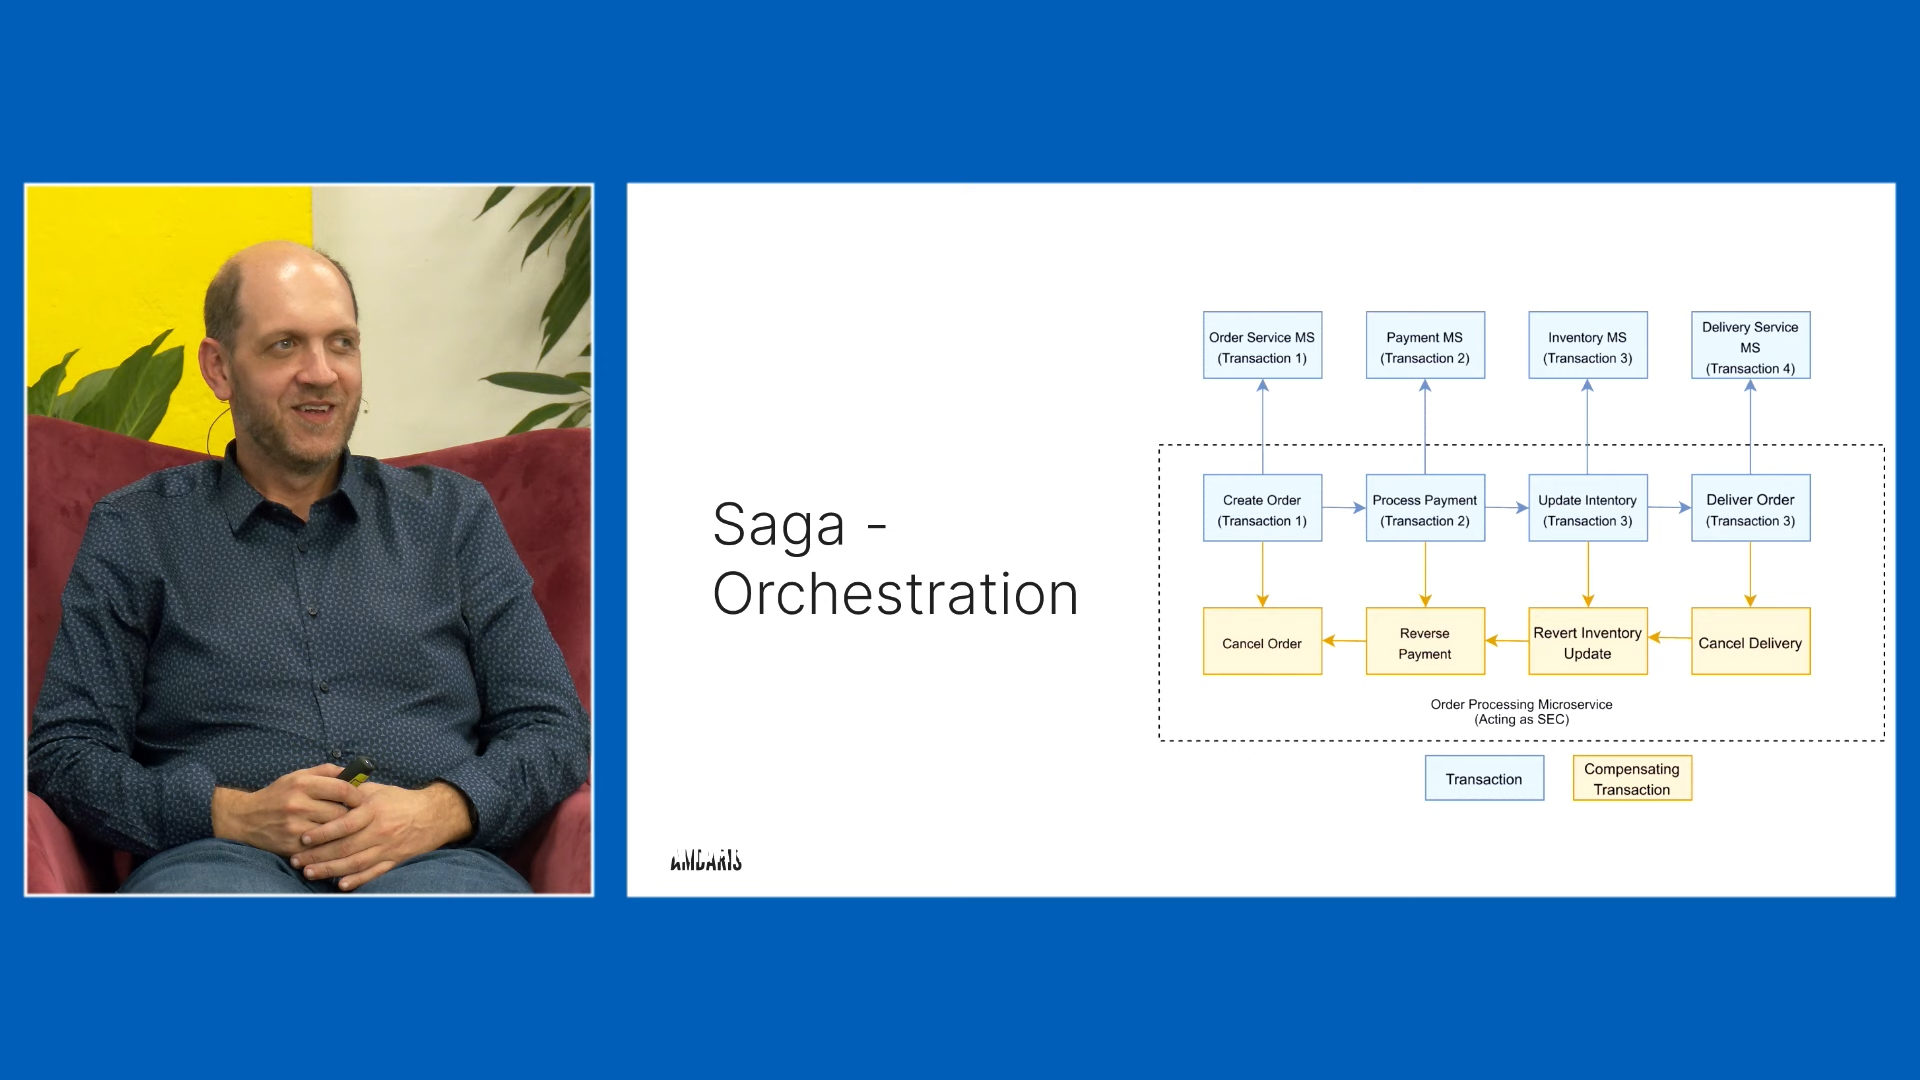 Saga -
Orchestration
Order Service MS
(Transaction 1)
Payment MS
(Transaction 2)
Inventory MS
(Transaction 3)
Delivery Service
MS
(Transaction 4)
Create Order
(Transaction 1)
Process Payment
(Transaction 2)
Update Intentory
(Transaction 3)
Deliver Order
(Transaction 3)
Cancel Order
Reverse
Payment
Revert Inventory
Update
Cancel Delivery
Order Processing Microservice
(Acting as SEC)
Transaction
Compensating
Transaction
AMDARIS